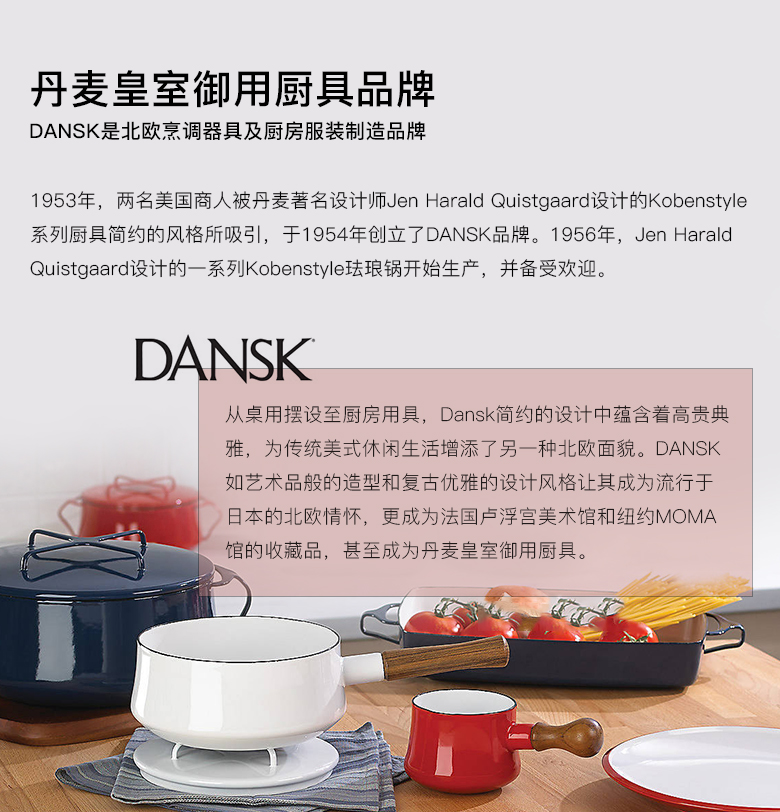 丹麦皇室御用厨具品牌
DANSK是北欧烹调器具及厨房服装制造品牌
1953年，两名美国商人被丹麦著名设计师Jen Harald Quistgaard设计的Kobenstyle
系列厨具简约的风格所吸引，于1954年创立了DANSK品牌。1956年，Jen Harald
Quistgaard设计的一系列Kobenstyle珐琅锅开始生产，并备受欢迎。
DANSK
从桌用摆设至厨房用具，Dansk简约的设计中蕴含着高贵典
雅，为传统美式休闲生活增添了另一种北欧面貌。DANSK
如艺术品般的造型和复古优雅的设计风格让其成为流行于
日本的北欧情怀，更成为法国卢浮宫美术馆和纽约MOMA
馆的收藏品，甚至成为丹麦皇室御用厨具。